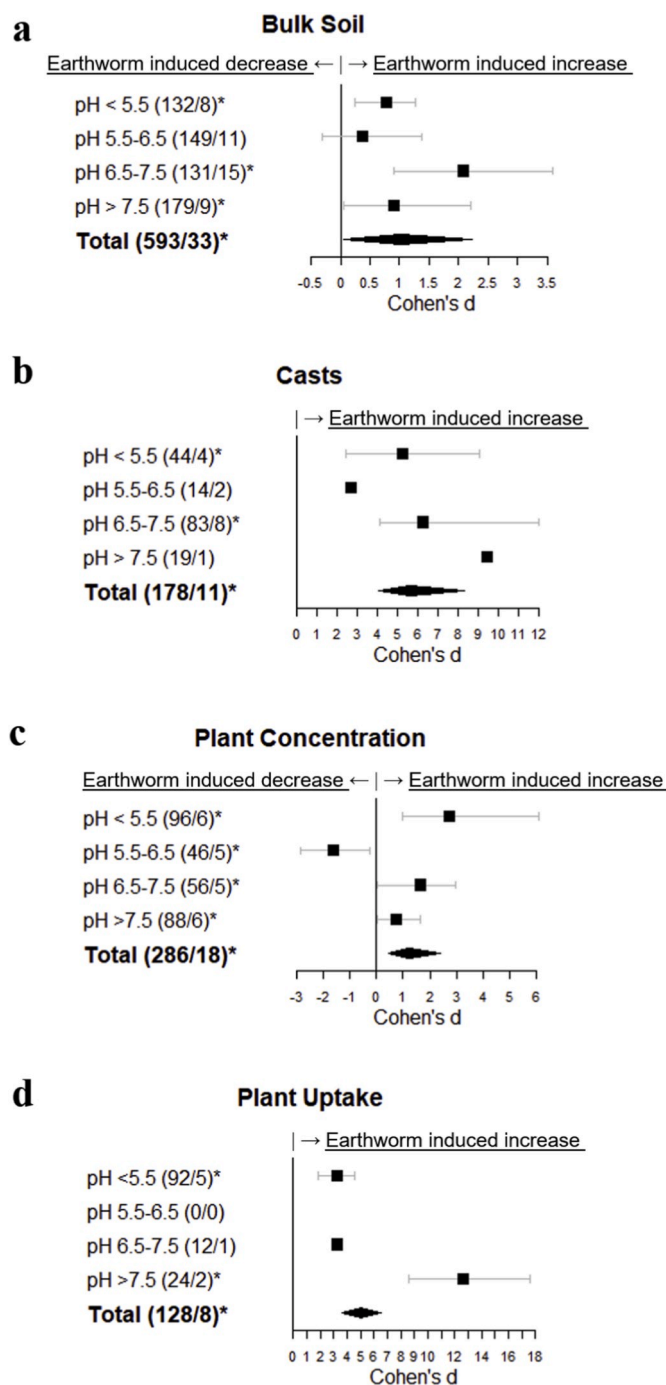 a
Bulk Soil
Earthworm induced decrease ← | → Earthworm induced increase
pH < 5.5 (132/8)*
pH 5.5-6.5 (149/11)
pH 6.5-7.5 (131/15)*
pH > 7.5 (179/9)*
Total (593/33)*
-0.5 0 0.5 1 1.5 2 2.5 3 3.5
Cohen's d
b
Casts
| → Earthworm induced increase
pH < 5.5 (44/4)*
pH 5.5-6.5 (14/2)
pH 6.5-7.5 (83/8)*
pH > 7.5 (19/1)
Total (178/11)*
0 1 2 3 4 5 6 7 8 9 10 11 12
Cohen's d
c
Plant Concentration
Earthworm induced decrease ← | → Earthworm induced increase
pH < 5.5 (96/6)*
pH 5.5-6.5 (46/5)*
pH 6.5-7.5 (56/5)*
pH >7.5 (88/6)*
Total (286/18)*
-3 -2 -1 0 1 2 3 4 5 6
Cohen's d
d
Plant Uptake
| → Earthworm induced increase
pH <5.5 (92/5)*
pH 5.5-6.5 (0/0)
pH 6.5-7.5 (12/1)
pH >7.5 (24/2)*
Total (128/8)*
0 1 2 3 4 5 6 7 8 9 10 12 14 16 18
Cohen's d